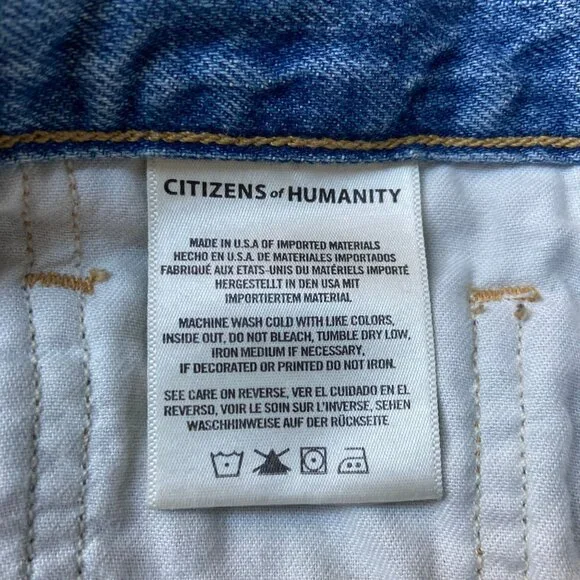 CITIZENS of HUMANITY
MADE IN U.S.A OF IMPORTED MATERIALS
HECHO EN U.S.A. DE MATERIALES IMPORTADOS
FABRIQUÉ AUX ETATS-UNIS DU MATÉRIELS IMPORTÉ
HERGESTELLT IN DEN USA MIT
IMPORTIERTEM MATERIAL
MACHINE WASH COLD WITH LIKE COLORS,
INSIDE OUT, DO NOT BLEACH, TUMBLE DRY LOW,
IRON MEDIUM IF NECESSARY,
IF DECORATED OR PRINTED DO NOT IRON.
SEE CARE ON REVERSE, VER EL CUIDADO EN EL
REVERSO, VOIR LE SOIN SUR L'INVERSE, SEHEN
WASCHHINWEISE AUF DER RÜCKSEITE